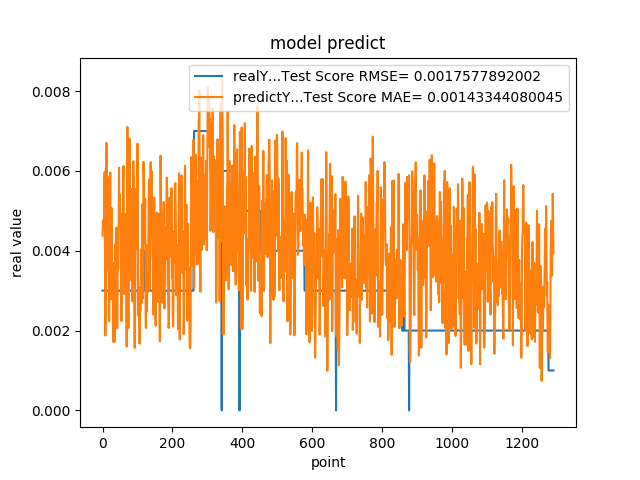 model predict
realY...Test Score RMSE= 0.0017577892002
predictY...Test Score MAE= 0.00143344080045
real value
0.008
0.006
0.004
0.002
0.000
0 200 400 600 800 1000 1200
point